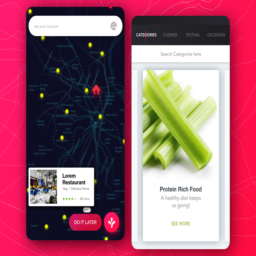 Lorem
Restaurant
DO IT LATER
CATEGORIES
CUISINES
FESTIVAL
OCCASION
Search Categories here
Protein Rich Food
A healthy diet keeps
us going!
SEE MORE